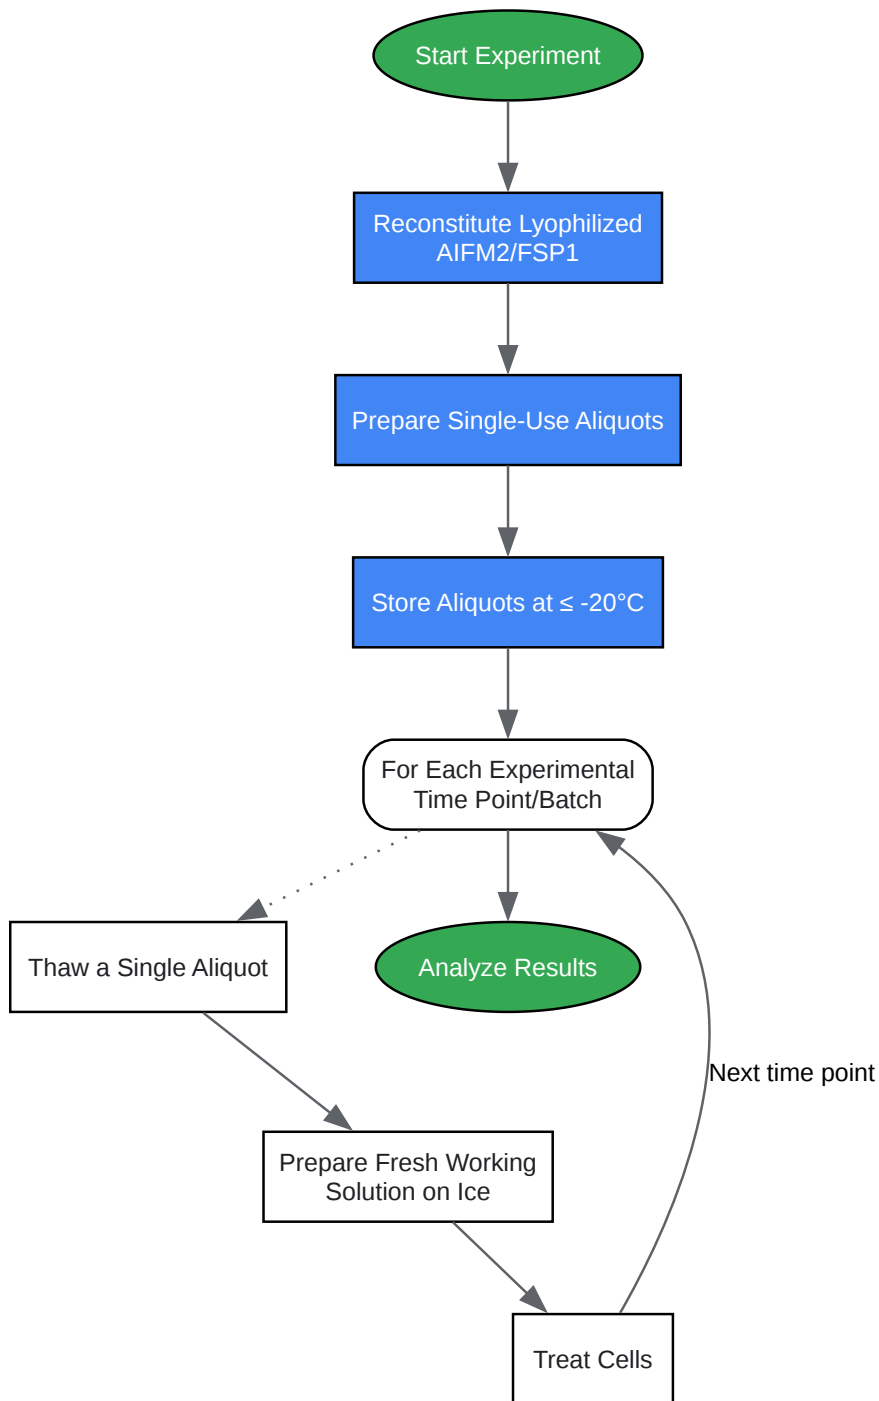 Start Experiment
Reconstitute Lyophilized
AIFM2/FSP1
Prepare Single-Use Aliquots
Store Aliquots at ≤ -20°C
For Each Experimental
Time Point/Batch
Thaw a Single Aliquot
Analyze Results
Next time point
Prepare Fresh Working
Solution on Ice
Treat Cells